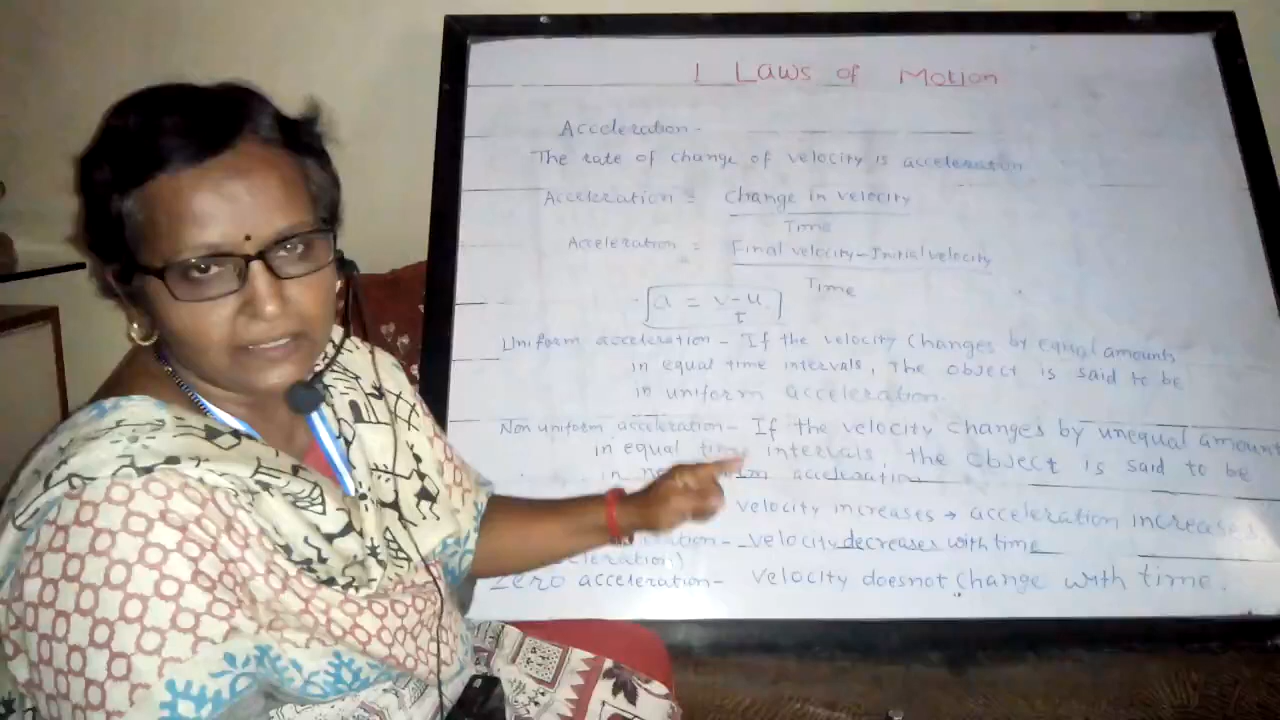 1 Laws of Motion
Acceleration -
The rate of change of velocity is acceleration
Acceleration = Change in velocity
Time
Acceleration = Final velocity - Initial velocity
Time
a = v - u
t
Uniform acceleration - If the velocity changes by equal amounts
in equal time intervals, The object is said to be
in uniform acceleration.
Non uniform acceleration - If the velocity changes by unequal amount
in equal intervals, the object is said to be
in acceleration
velocity increases → acceleration increases
- velocity decreases with time
Zero acceleration - velocity doesnot change with time.